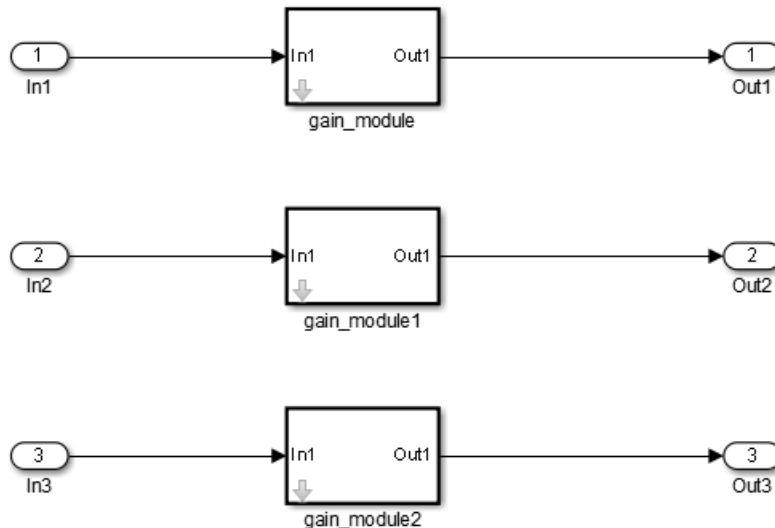 1 In1 Out1 1
In1 gain_module Out1
2 In1 Out1 2
In2 gain_module1 Out2
3 In1 Out1 3
In3 gain_module2 Out3